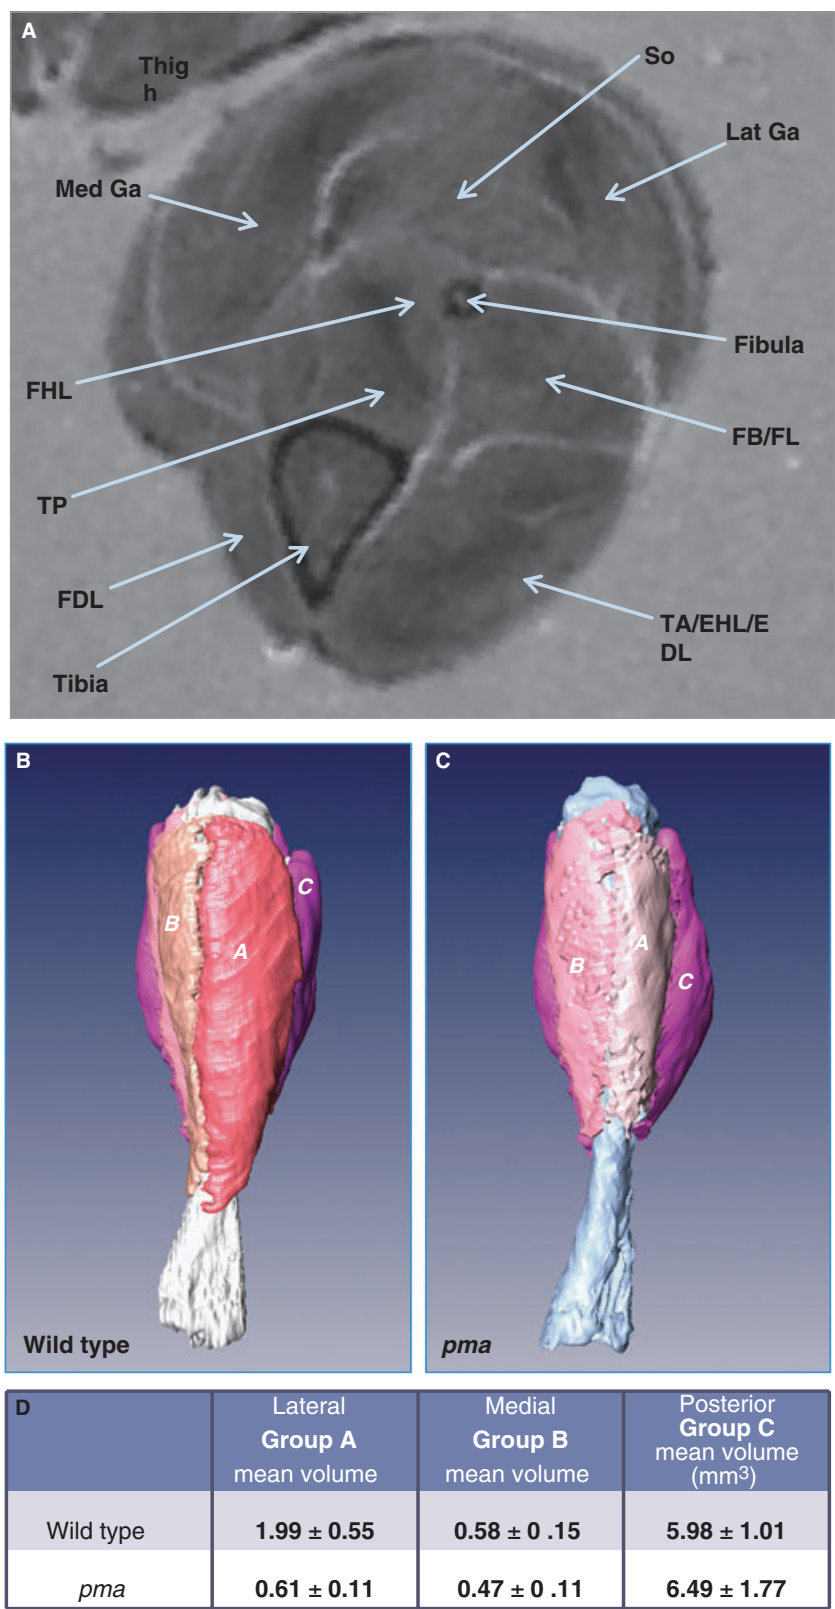 A
Thig
h
So
Lat Ga
Med Ga
Fibula
FHL
FB/FL
TP
FDL
TA/EHL/E
DL
Tibia
B
C
B
A
C
B
A
C
Wild type
pma
D
Lateral
Group A
mean volume
Medial
Group B
mean volume
Posterior
Group C
mean volume
(mm³)
Wild type
1.99 ± 0.55
0.58 ± 0 .15
5.98 ± 1.01
pma
0.61 ± 0.11
0.47 ± 0 .11
6.49 ± 1.77